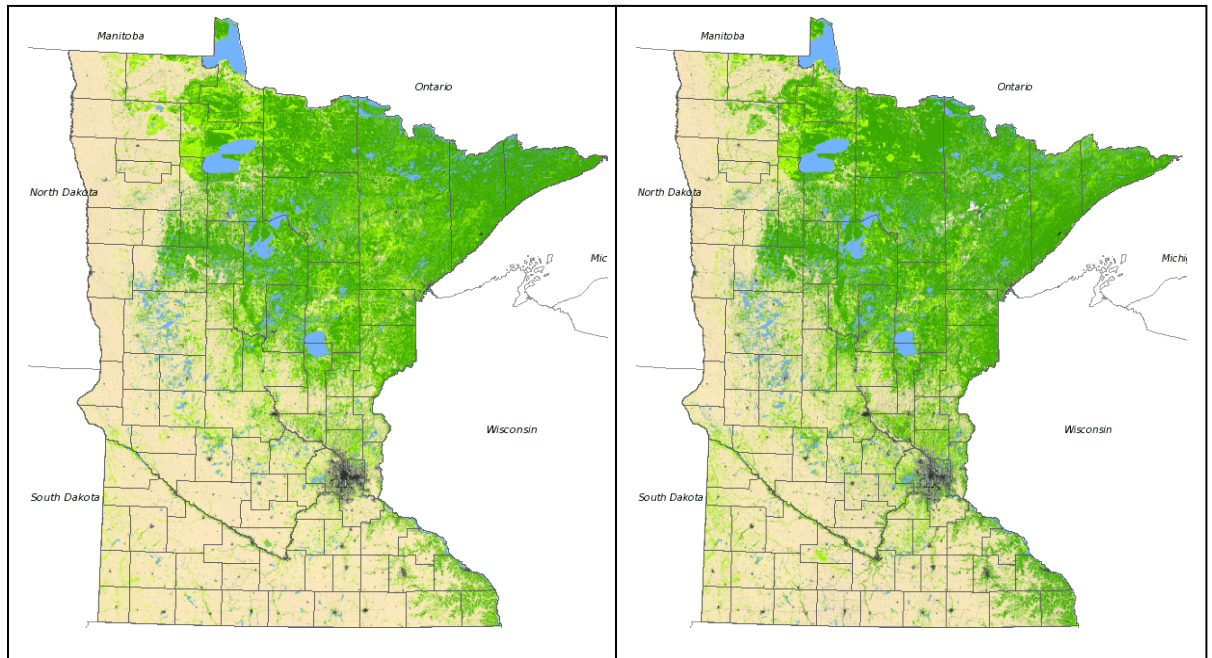 Manitoba
Ontario
North Dakota
Mic
Wisconsin
South Dakota
Manitoba
Ontario
North Dakota
Michi
Wisconsin
South Dakota